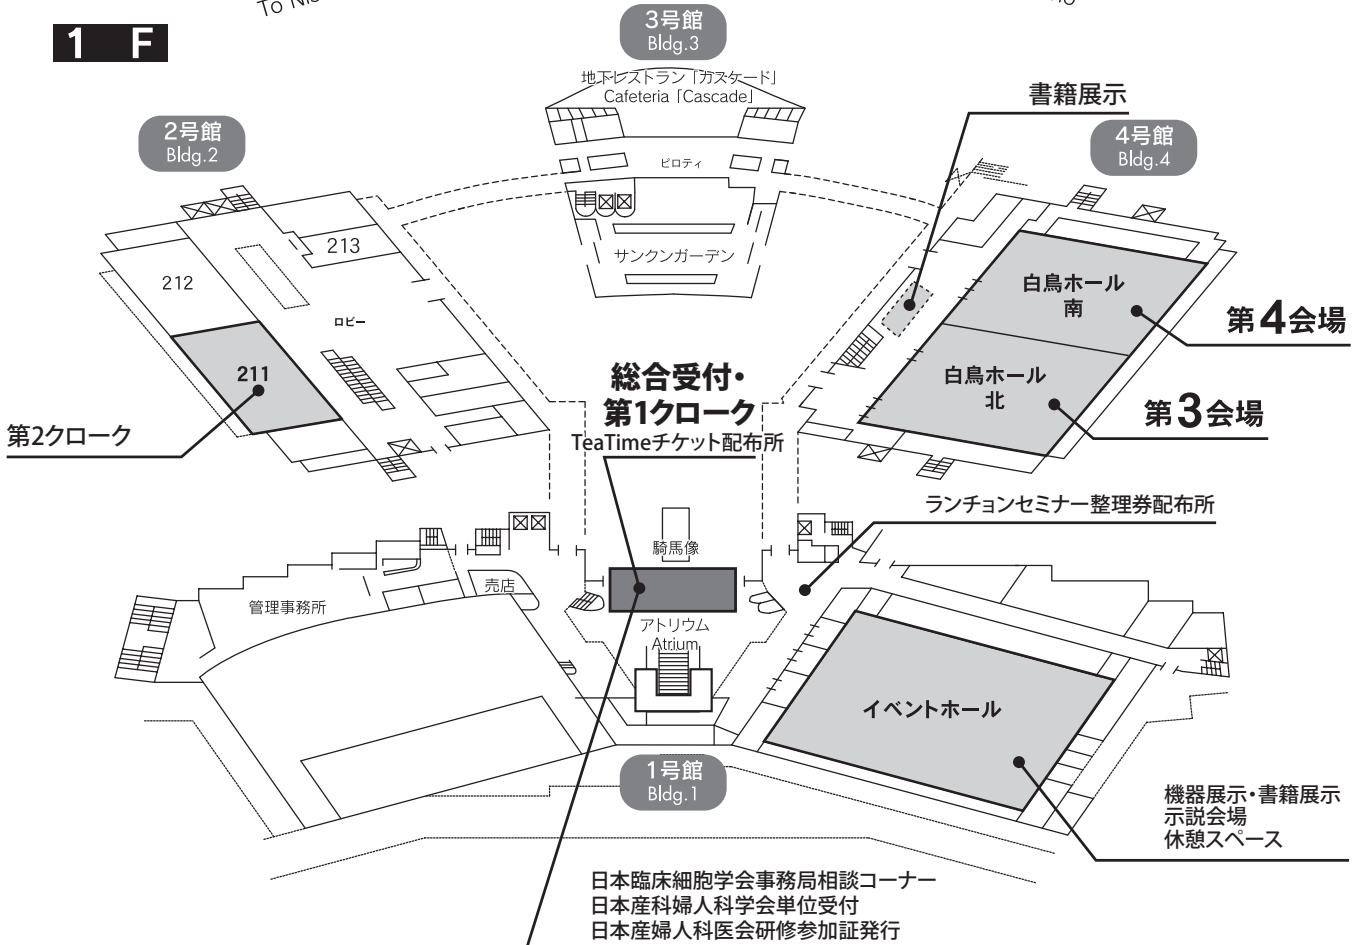 1 F
3号館
Bldg.3
地下レストラン「カスケード」
Cafeteria「Cascade」
書籍展示
2号館
Bldg.2
4号館
Bldg.4
ピロティ
213
212
サンクンガーデン
白鳥ホール
南
第4会場
ロビー
211
総合受付・
第1クローク
TeaTimeチケット配布所
白鳥ホール
北
第3会場
第2クローク
ランチョンセミナー整理券配布所
騎馬像
売店
管理事務所
アトリウム
Atrium
イベントホール
1号館
Bldg.1
機器展示・書籍展示
示説会場
休憩スペース
日本臨床細胞学会事務局相談コーナー
日本産科婦人科学会単位受付
日本産婦人科医会研修参加証発行